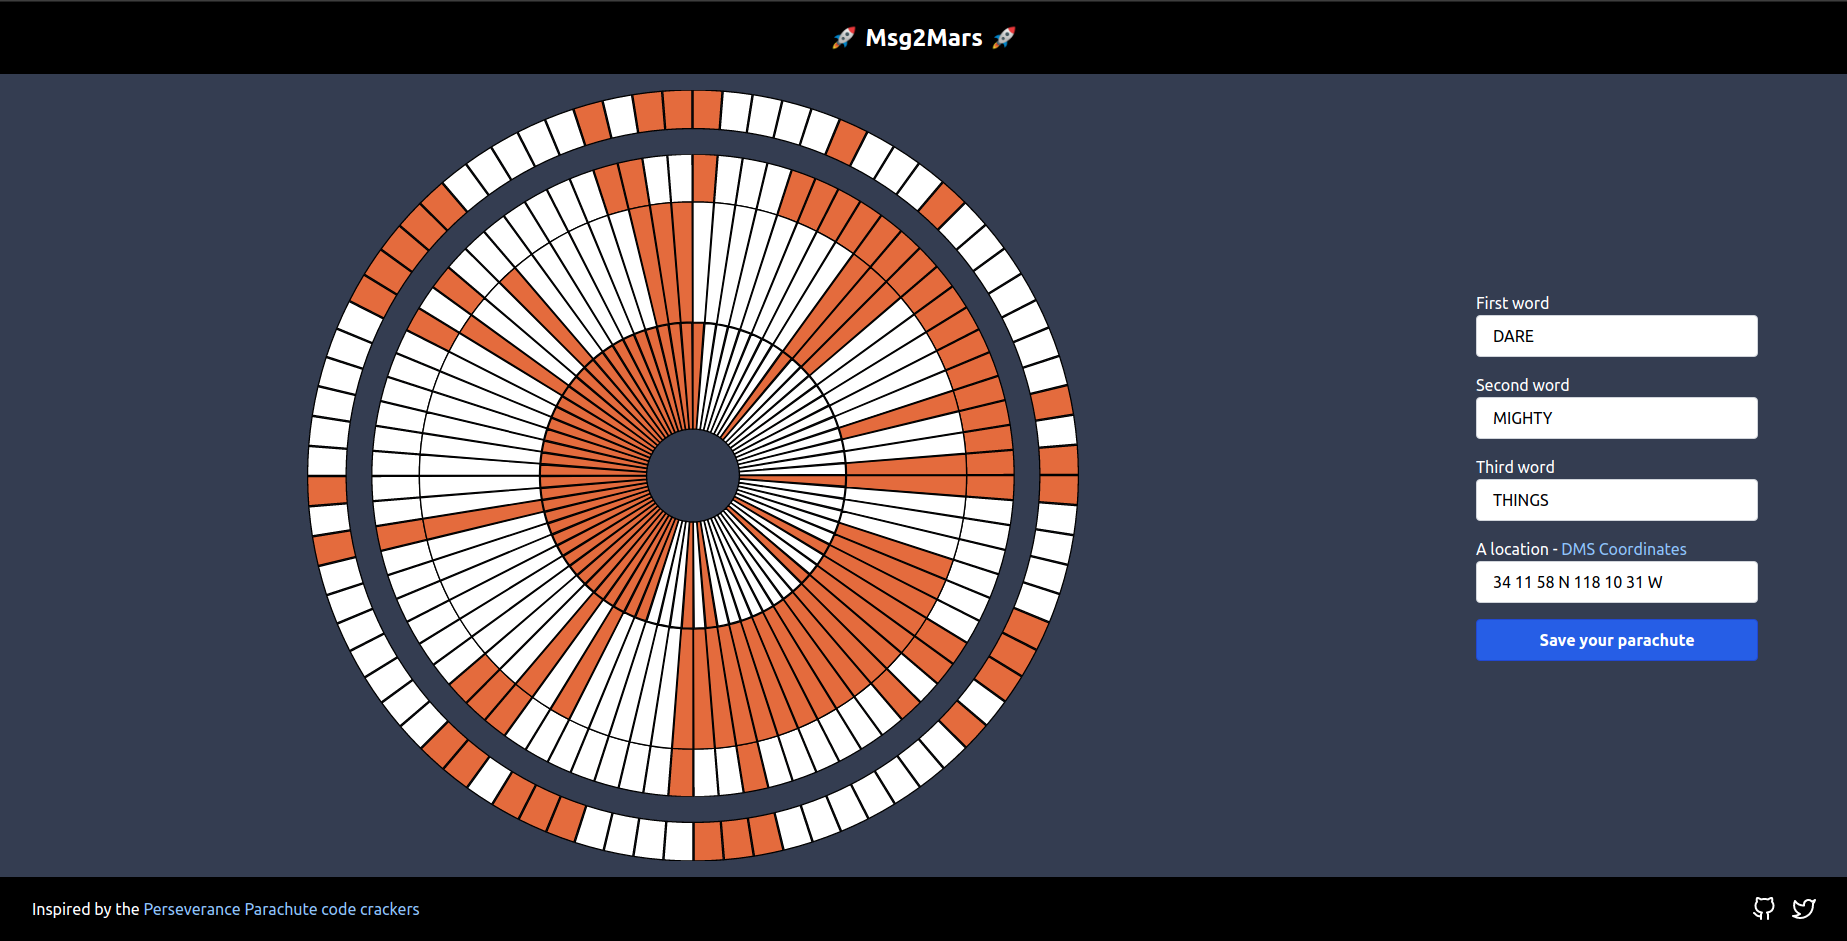 🚀 Msg2Mars 🚀
First word
DARE
Second word
MIGHTY
Third word
THINGS
A location - DMS Coordinates
34 11 58 N 118 10 31 W
Save your parachute
Inspired by the Perseverance Parachute code crackers